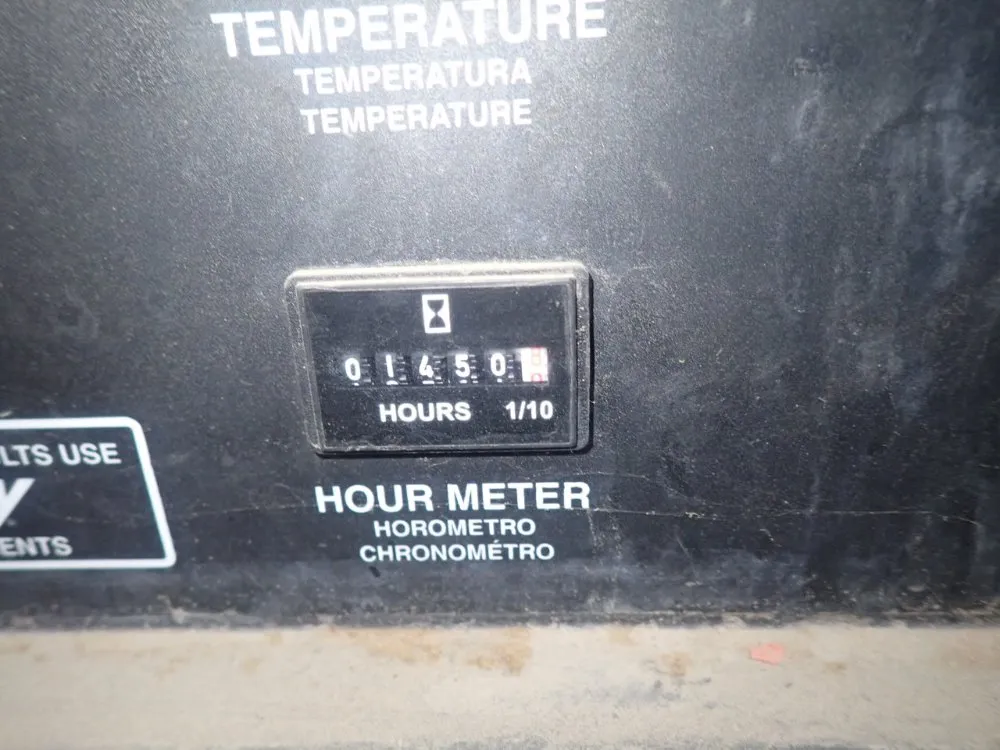 TEMPERATURE
TEMPERATURA
TEMPERATURE
01450
HOURS 1/10
HOUR METER
HOROMETRO
CHRONOMÉTRO
LTS USE
ENTS